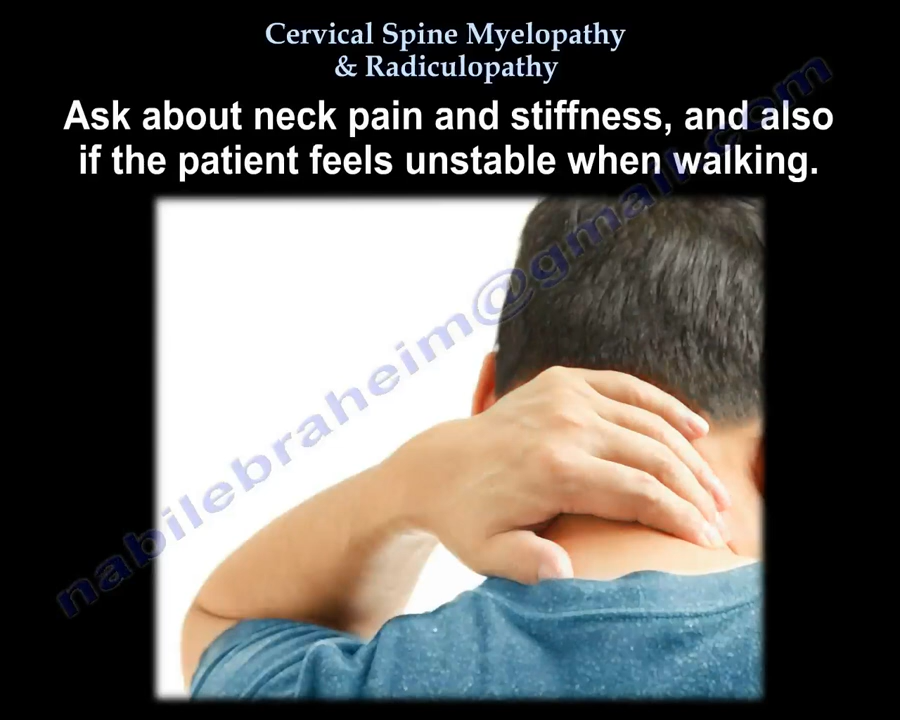 Cervical Spine Myelopathy
& Radiculopathy
Ask about neck pain and stiffness, and also
if the patient feels unstable when walking.
nabilebraheim@gmail.com